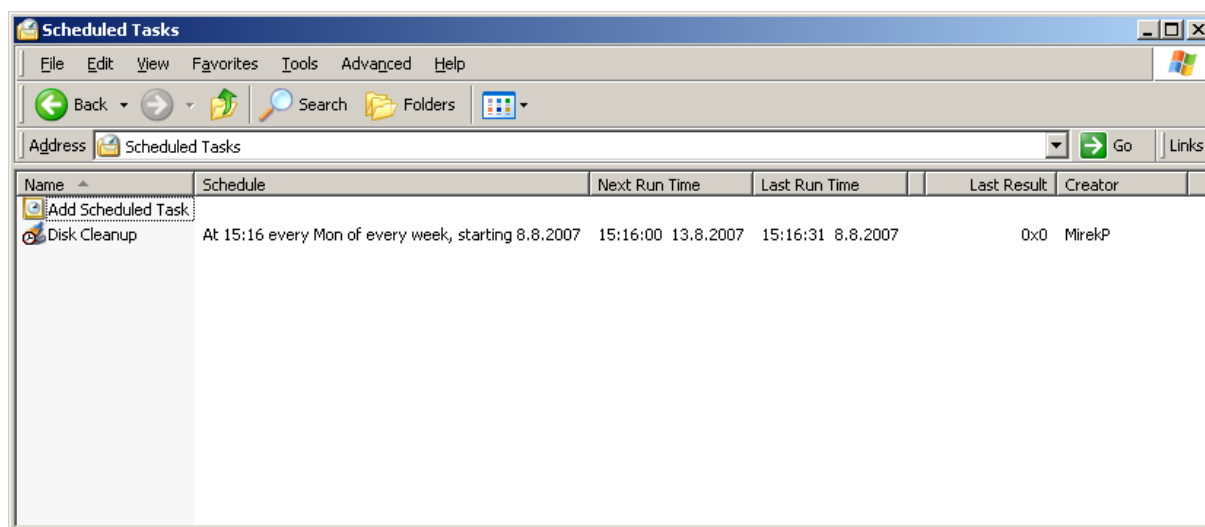 Scheduled Tasks
File Edit View Favorites Tools Advanced Help
Back Search Folders
Address Scheduled Tasks Go Links
Name Schedule Next Run Time Last Run Time Last Result Creator
Add Scheduled Task
Disk Cleanup At 15:16 every Mon of every week, starting 8.8.2007 15:16:00 13.8.2007 15:16:31 8.8.2007 0x0 MirekP